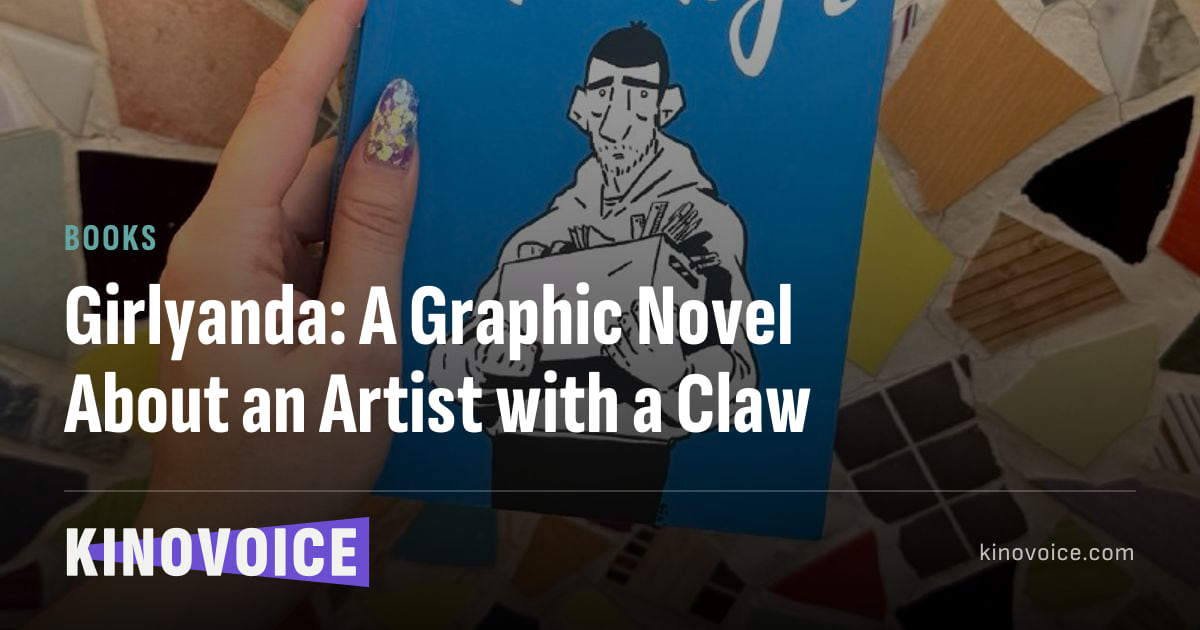 BOOKS
Girlyanda: A Graphic Novel
About an Artist with a Claw
KINOVOICE
kinovoice.com